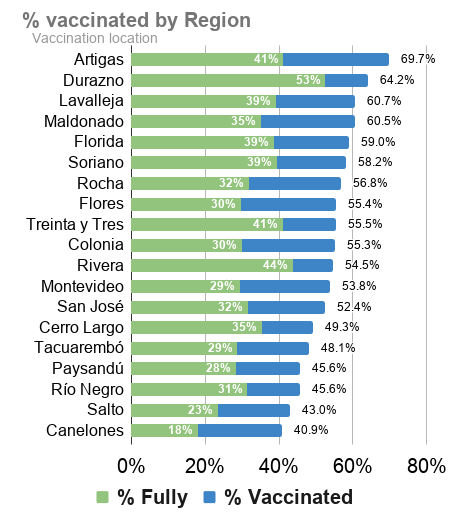 % vaccinated by Region
Vaccination location
Artigas 41% 69.7%
Durazno 53% 64.2%
Lavalleja 39% 60.7%
Maldonado 35% 60.5%
Florida 39% 59.0%
Soriano 39% 58.2%
Rocha 32% 56.8%
Flores 30% 55.4%
Treinta y Tres 41% 55.5%
Colonia 30% 55.3%
Rivera 44% 54.5%
Montevideo 29% 53.8%
San José 32% 52.4%
Cerro Largo 35% 49.3%
Tacuarembó 29% 48.1%
Paysandú 28% 45.6%
Río Negro 31% 45.6%
Salto 23% 43.0%
Canelones 18% 40.9%
0% 20% 40% 60% 80%
% Fully % Vaccinated